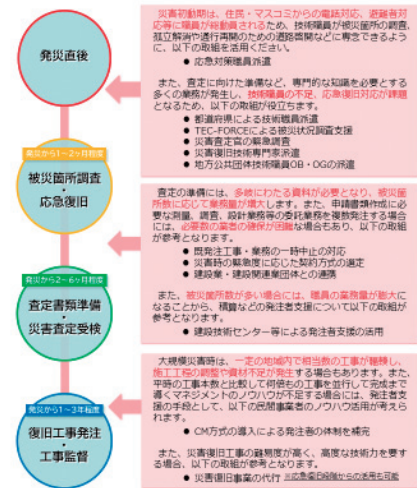 発災直後
災害初動期は、住民・マスコミからの電話対応、避難者対
応等に職員が総動員されるため、技術職員が被災箇所の調査、
孤立解消や通行再開のための道路啓開などに専念できるよう
に、以下の取組を活用ください。
● 応急対策職員派遣
また、査定に向けた準備など、専門的な知識を必要とする
多くの業務が発生し、技術職員の不足、応急復旧対応が課題
となるため、以下の取組が役立ちます。
● 都道府県による技術職員派遣
● TEC-FORCEによる被災状況調査支援
● 災害査定官の緊急調査
● 災害復旧技術専門家派遣
● 地方公共団体技術職員OB・OGの派遣
発災から1~2ヶ月程度
被災箇所調査・
応急復旧
査定の準備には、多岐にわたる資料が必要となり、被災箇
所数に応じて業務量が増大します。また、申請書類作成に必
要な測量、調査、設計業務等の委託業務を複数発注する場合
には、必要数の業者の確保が困難な場合もあり、以下の取組
が参考となります。
● 既発注工事・業務の一時中止の対応
● 災害時の緊急度に応じた契約方式の選定
● 建設業・建設関連業団体との連携
発災から2~6ヶ月程度
査定書類準備・
災害査定受検
また、被災箇所数が多い場合には、職員の業務量が膨大に
なることから、積算などの発注者支援について以下の取組が
参考となります。
● 建設技術センター等による発注者支援の活用
発災から1~3年程度
復旧工事発注・
工事監督
大規模災害時は、一定の地域内で相当数の工事が輻輳し、
施工工程の調整や資材不足が発生する場合もあります。また、
平時の工事本数と比較して何倍もの工事を並行して完成まで
導くマネジメントのノウハウが不足する場合には、発注者支
援の手段として、以下の民間事業者のノウハウ活用が考えら
れます。
● CM方式の導入による発注者の体制を補完
また、災害復旧工事の難易度が高く、高度な技術力を要す
る場合、以下の取組が参考となります。
● 災害復旧事業の代行 ※応急復旧段階からの活用も可能